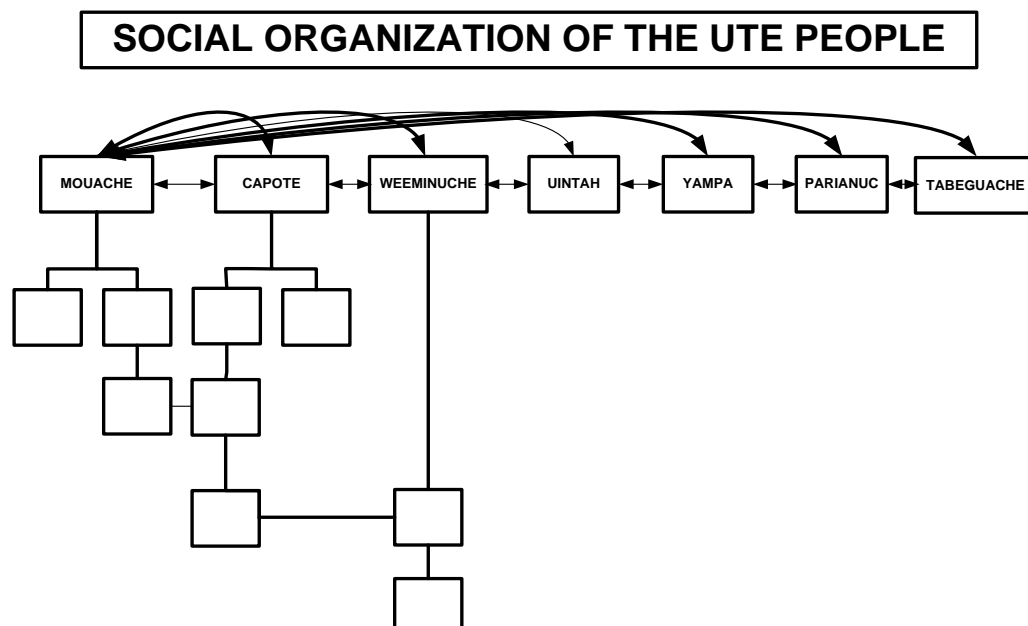 SOCIAL ORGANIZATION OF THE UTE PEOPLE
MOUACHE
CAPOTE
WEEMINUCHE
UINTAH
YAMPA
PARIANUC
TABEGUACHE